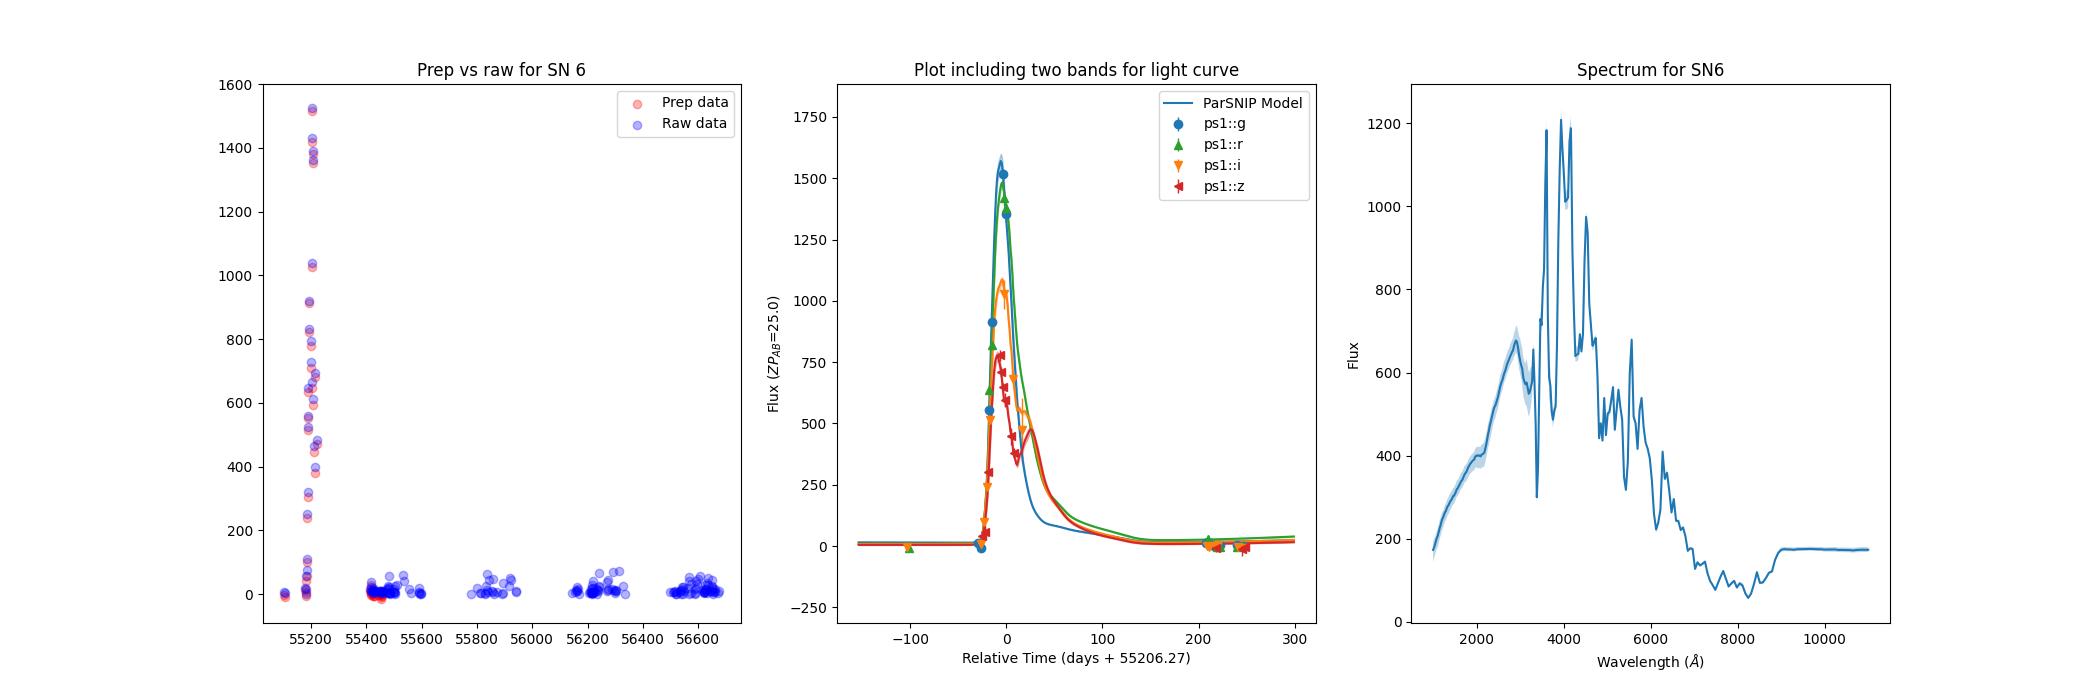 Prep vs raw for SN 6
1600
1400
1200
1000
800
600
400
200
0
55200 55400 55600 55800 56000 56200 56400 56600
Prep data
Raw data
Plot including two bands for light curve
Flux (ZP_AB=25.0)
1750
1500
1250
1000
750
500
250
0
−250
−100 0 100 200 300
Relative Time (days + 55206.27)
ParSNIP Model
ps1::g
ps1::r
ps1::i
ps1::z
Spectrum for SN6
Flux
1200
1000
800
600
400
200
0
2000 4000 6000 8000 10000
Wavelength (Å)